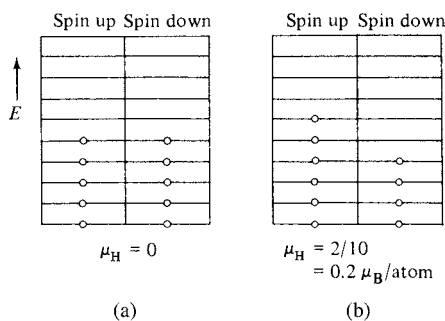 Spin up Spin down
Spin up Spin down
E
μH = 0
μH = 2/10
= 0.2 μB/atom
(a)
(b)